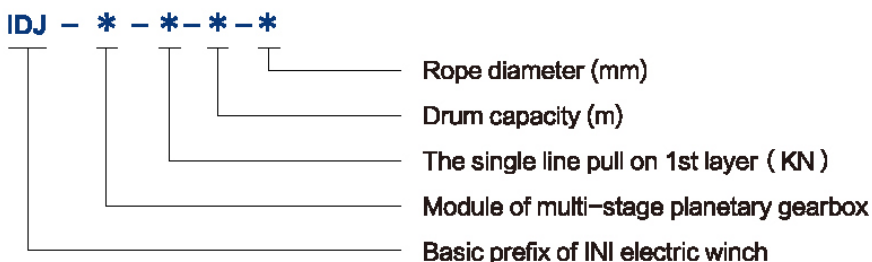 IDJ - * - * - * - *
Rope diameter (mm)
Drum capacity (m)
The single line pull on 1st layer ( KN )
Module of multi-stage planetary gearbox
Basic prefix of INI electric winch